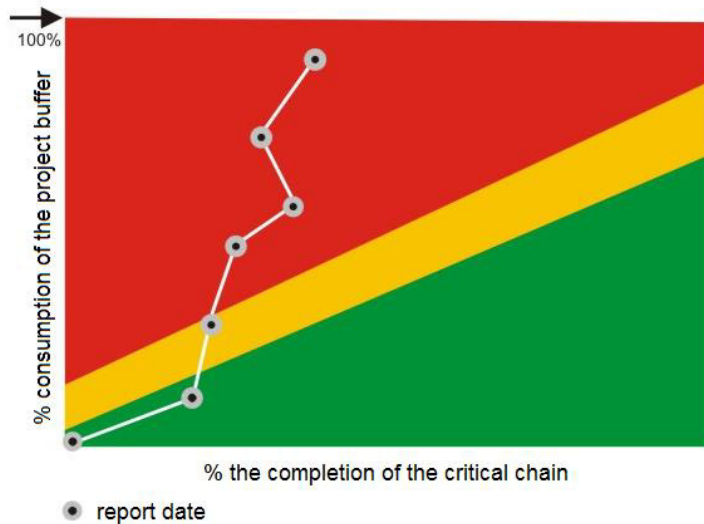 100%
% consumption of the project buffer
% the completion of the critical chain
report date